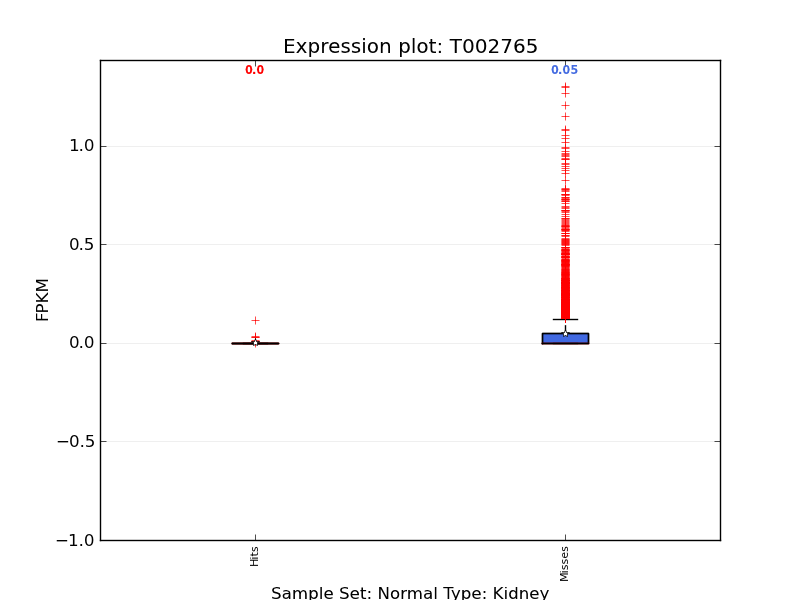 Expression plot: T002765
0.0
0.05
1.0
0.5
0.0
−0.5
−1.0
FPKM
Hits
Misses
Sample Set: Normal Type: Kidney